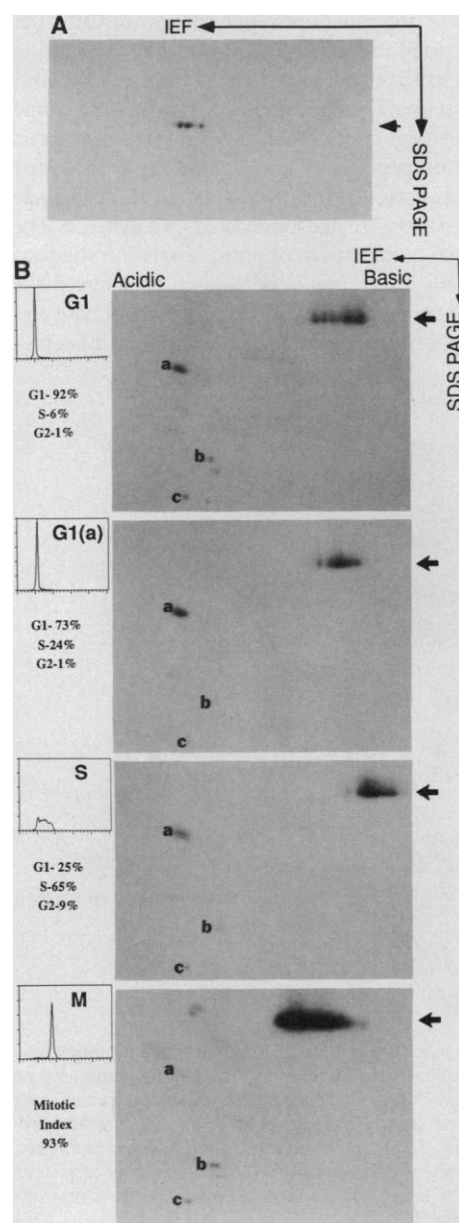 A
IEF
SDS PAGE
B
IEF
SDS PAGE
Acidic
Basic
G1
G1- 92%
S-6%
G2-1%
a
b
c
G1(a)
G1- 73%
S-24%
G2-1%
a
b
c
S
G1- 25%
S-65%
G2-9%
a
b
c
M
Mitotic
Index
93%
a
b
c